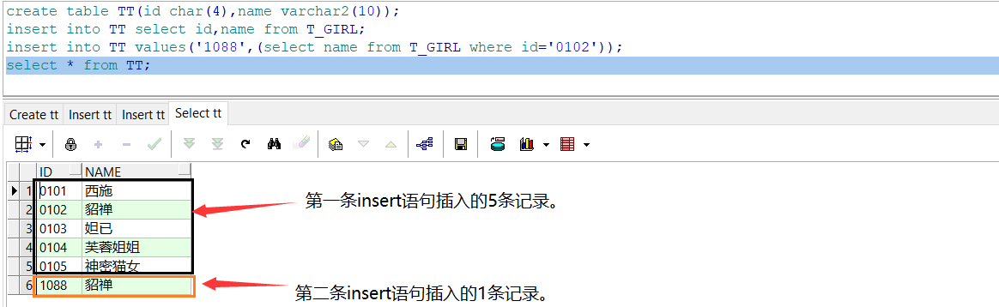 create table TT(id char(4),name varchar2(10));
insert into TT select id,name from T_GIRL;
insert into TT values('1088',(select name from T_GIRL where id='0102'));
select * from TT;
Create tt Insert tt Insert tt Select tt
ID NAME
1 0101 西施
2 0102 貂禅
3 0103 妲已
4 0104 芙蓉姐姐
5 0105 神密猫女
6 1088 貂禅
第一条insert语句插入的5条记录。
第二条insert语句插入的1条记录。